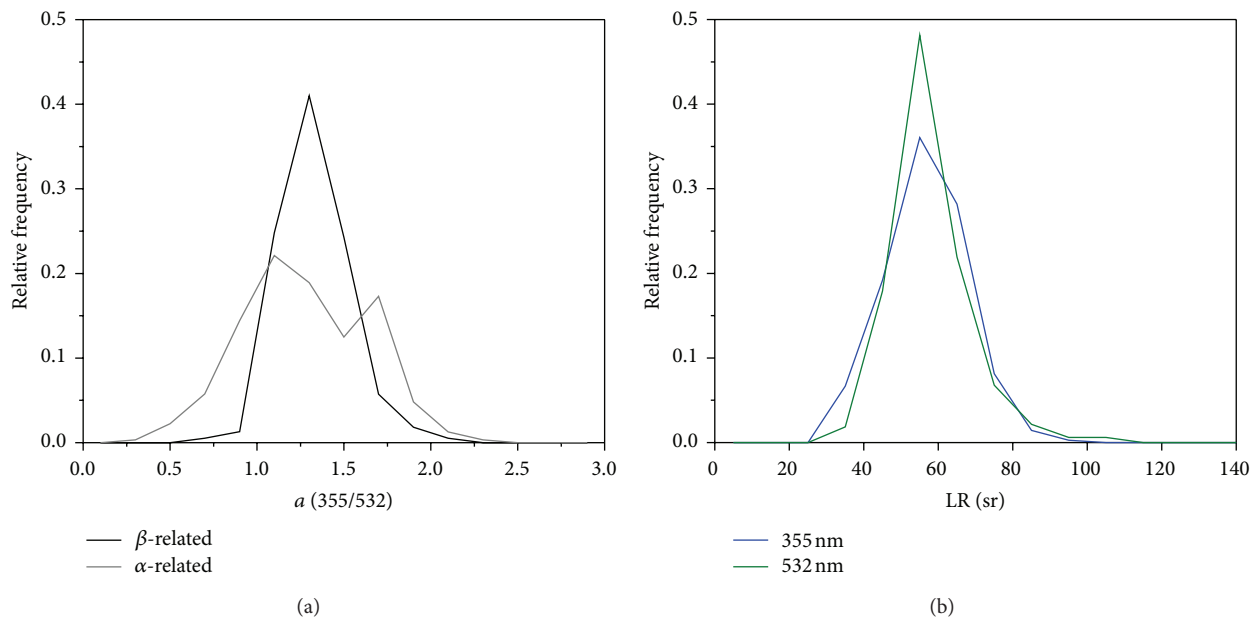 0.5
0.4
0.3
0.2
0.1
0.0
Relative frequency
0.0 0.5 1.0 1.5 2.0 2.5 3.0
a (355/532)
β-related
α-related
(a)
0.5
0.4
0.3
0.2
0.1
0.0
Relative frequency
0 20 40 60 80 100 120 140
LR (sr)
355 nm
532 nm
(b)